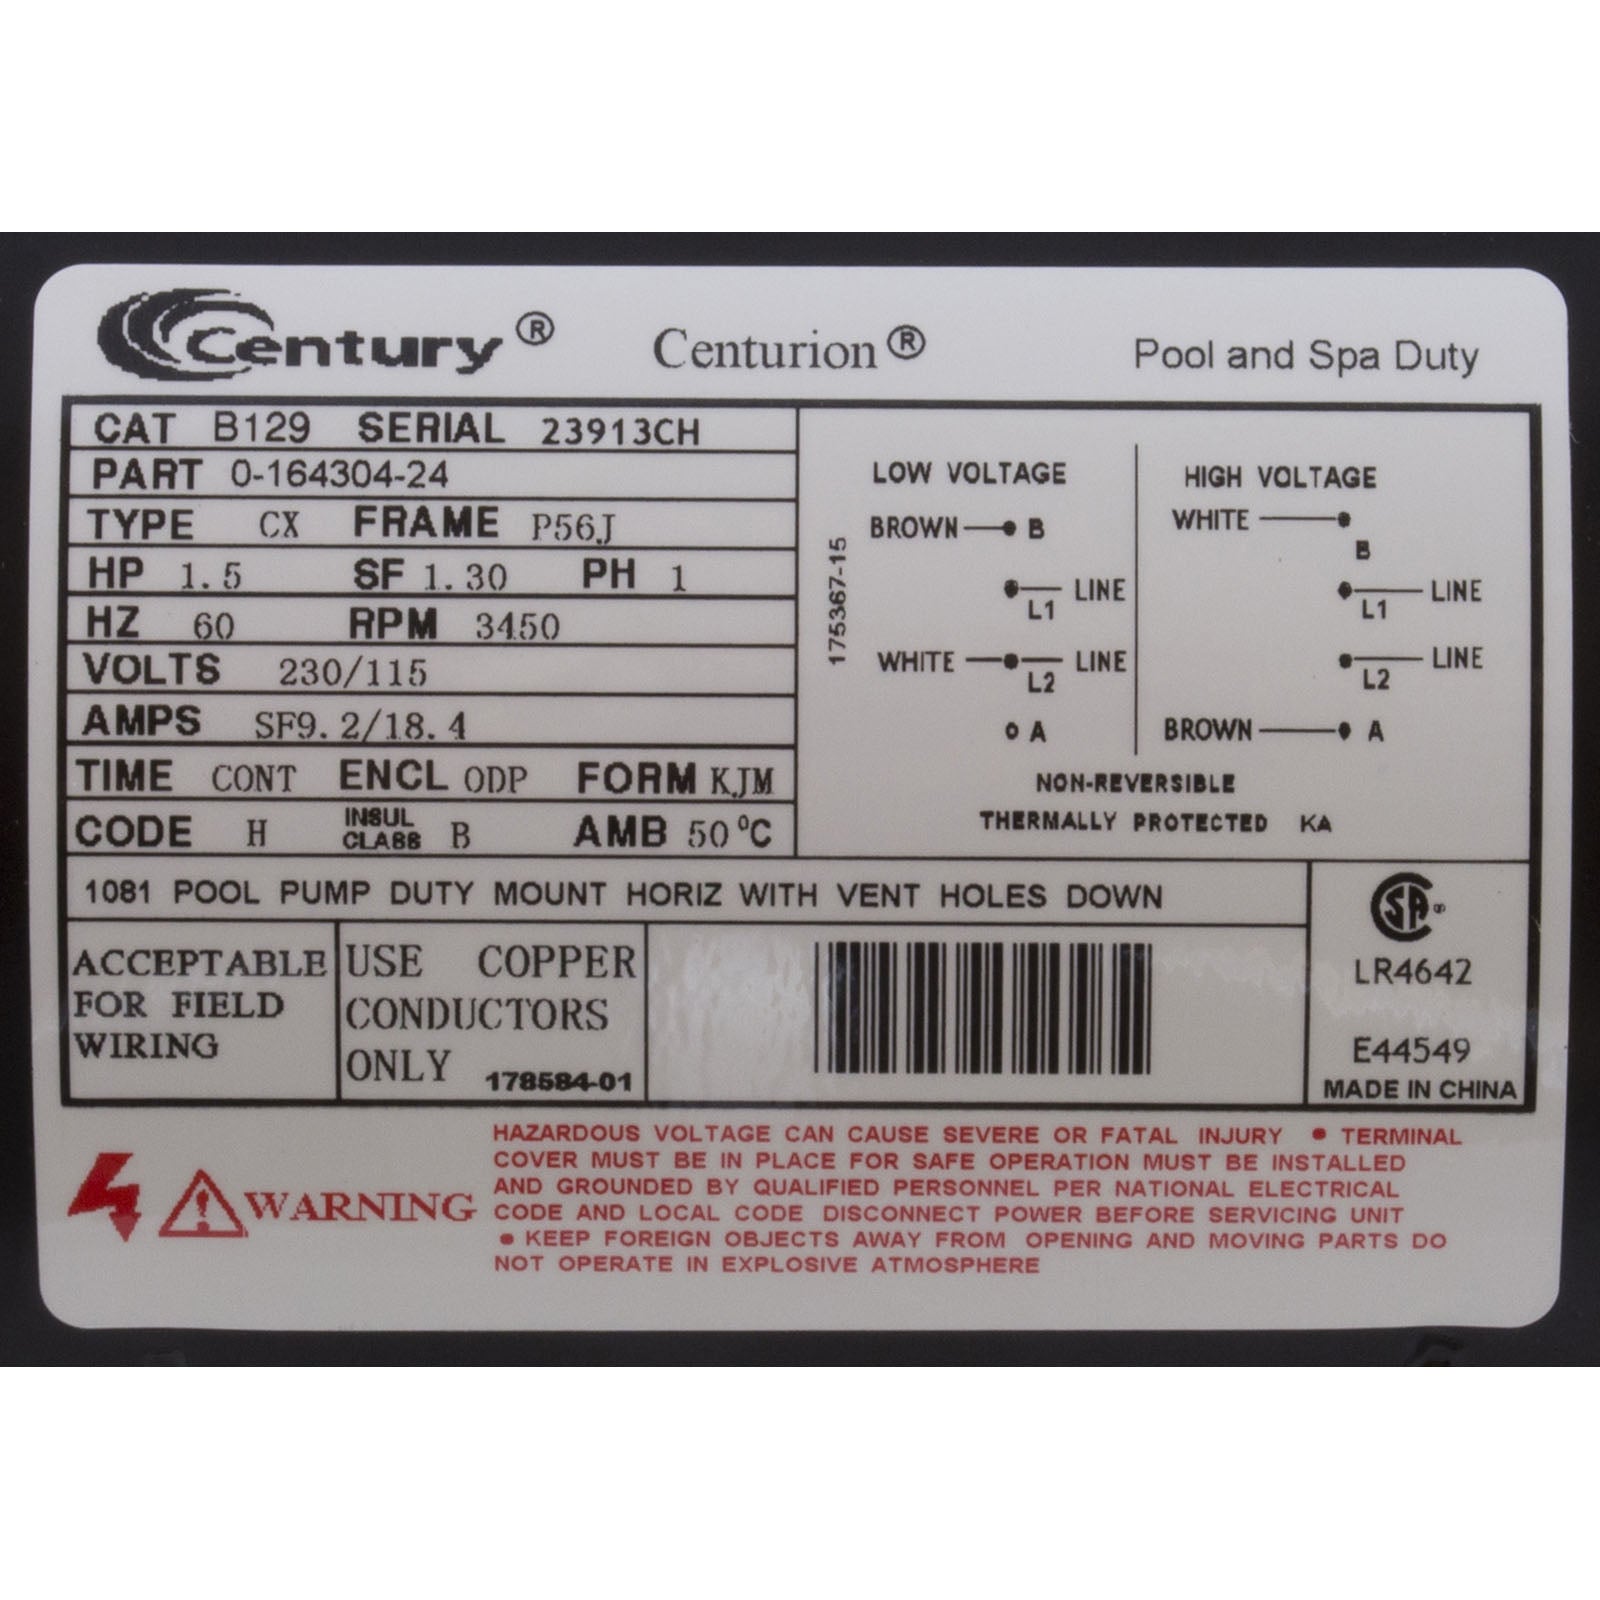 Century® Centurion® Pool and Spa Duty
CAT B129 SERIAL 23913CH
PART 0-164304-24
TYPE CX FRAME P56J
HP 1.5 SF 1.30 PH 1
HZ 60 RPM 3450
VOLTS 230/115
AMPS SF9.2/18.4
TIME CONT ENCL ODP FORM KJM
CODE H INSUL CLASS B AMB 50°C
175367-15
LOW VOLTAGE
BROWN B
L1 LINE
WHITE L2 LINE
A
HIGH VOLTAGE
WHITE
B
L1 LINE
L2 LINE
BROWN A
NON-REVERSIBLE
THERMALLY PROTECTED KA
1081 POOL PUMP DUTY MOUNT HORIZ WITH VENT HOLES DOWN
ACCEPTABLE
FOR FIELD
WIRING
USE COPPER
CONDUCTORS
ONLY 178584-01
SA®
LR4642
E44549
MADE IN CHINA
WARNING
HAZARDOUS VOLTAGE CAN CAUSE SEVERE OR FATAL INJURY • TERMINAL
COVER MUST BE IN PLACE FOR SAFE OPERATION MUST BE INSTALLED
AND GROUNDED BY QUALIFIED PERSONNEL PER NATIONAL ELECTRICAL
CODE AND LOCAL CODE DISCONNECT POWER BEFORE SERVICING UNIT
• KEEP FOREIGN OBJECTS AWAY FROM OPENING AND MOVING PARTS DO
NOT OPERATE IN EXPLOSIVE ATMOSPHERE